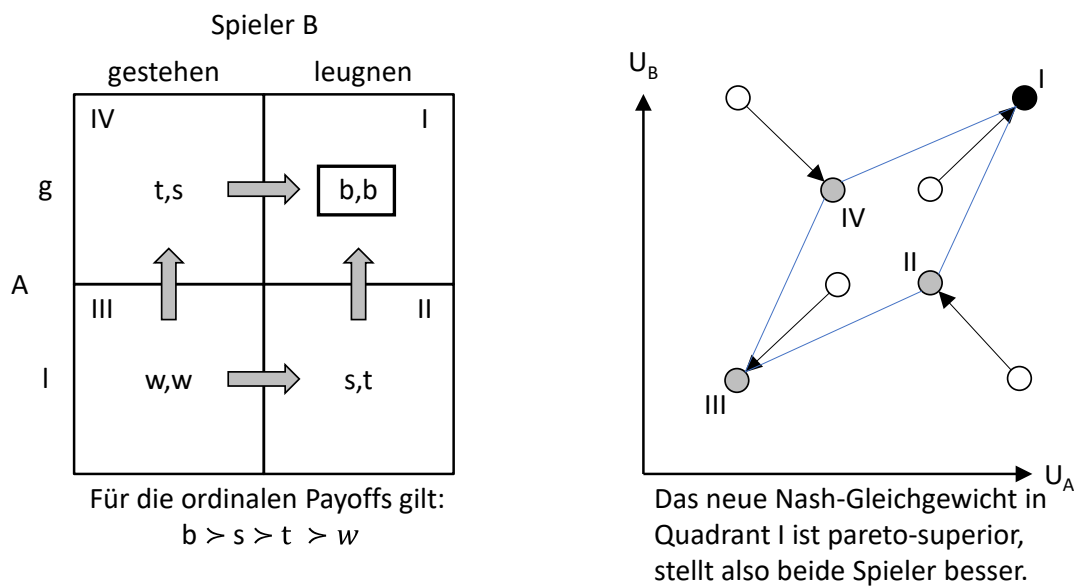 Spieler B
gestehen leugnen
IV I
g t,s b,b
A
III II
l w,w s,t
Für die ordinalen Payoffs gilt:
b ≻ s ≻ t ≻ w
U_B
I
IV
II
III
U_A
Das neue Nash-Gleichgewicht in
Quadrant I ist pareto-superior,
stellt also beide Spieler besser.